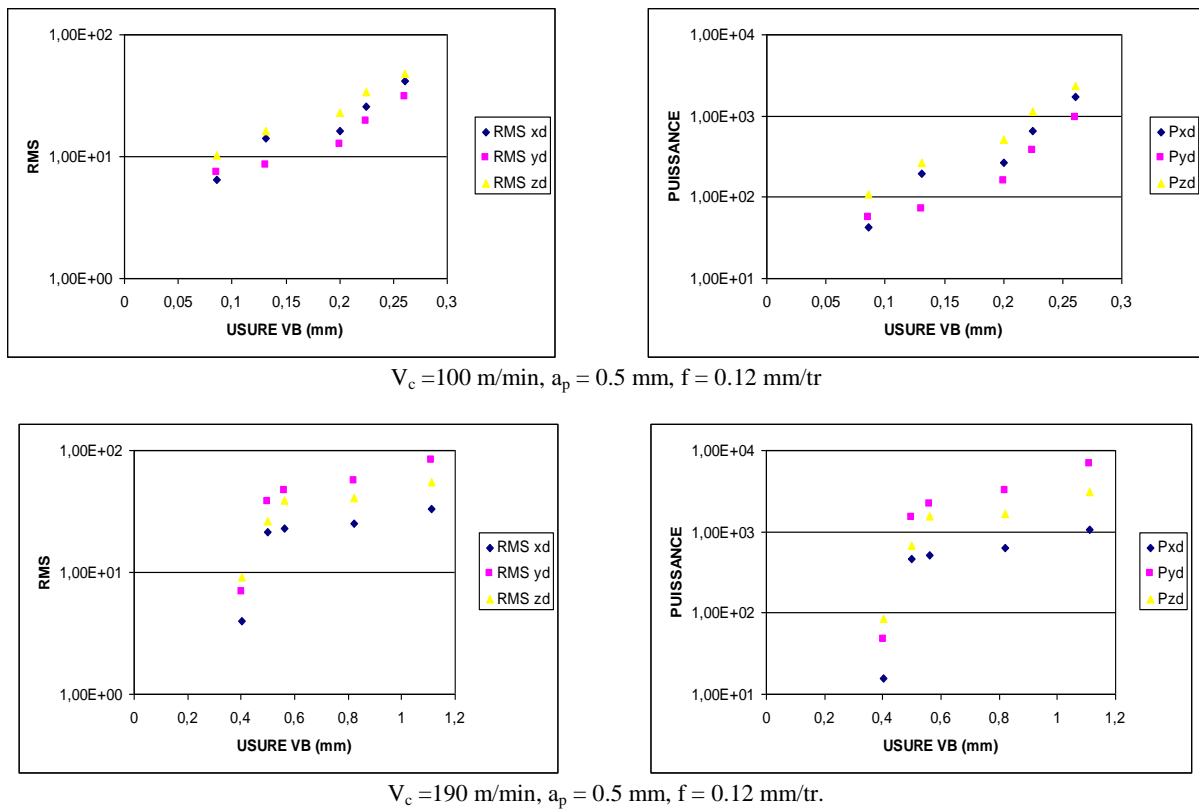 1,00E+02
1,00E+01
1,00E+00
RMS
0 0,05 0,1 0,15 0,2 0,25 0,3
USURE VB (mm)
RMS xd
RMS yd
RMS zd
1,00E+04
1,00E+03
1,00E+02
1,00E+01
PUISSANCE
0 0,05 0,1 0,15 0,2 0,25 0,3
USURE VB (mm)
Pxd
Pyd
Pzd
Vc =100 m/min, ap = 0.5 mm, f = 0.12 mm/tr
1,00E+02
1,00E+01
1,00E+00
RMS
0 0,2 0,4 0,6 0,8 1 1,2
USURE VB (mm)
RMS xd
RMS yd
RMS zd
1,00E+04
1,00E+03
1,00E+02
1,00E+01
PUISSANCE
0 0,2 0,4 0,6 0,8 1 1,2
USURE VB (mm)
Pxd
Pyd
Pzd
Vc =190 m/min, ap = 0.5 mm, f = 0.12 mm/tr.